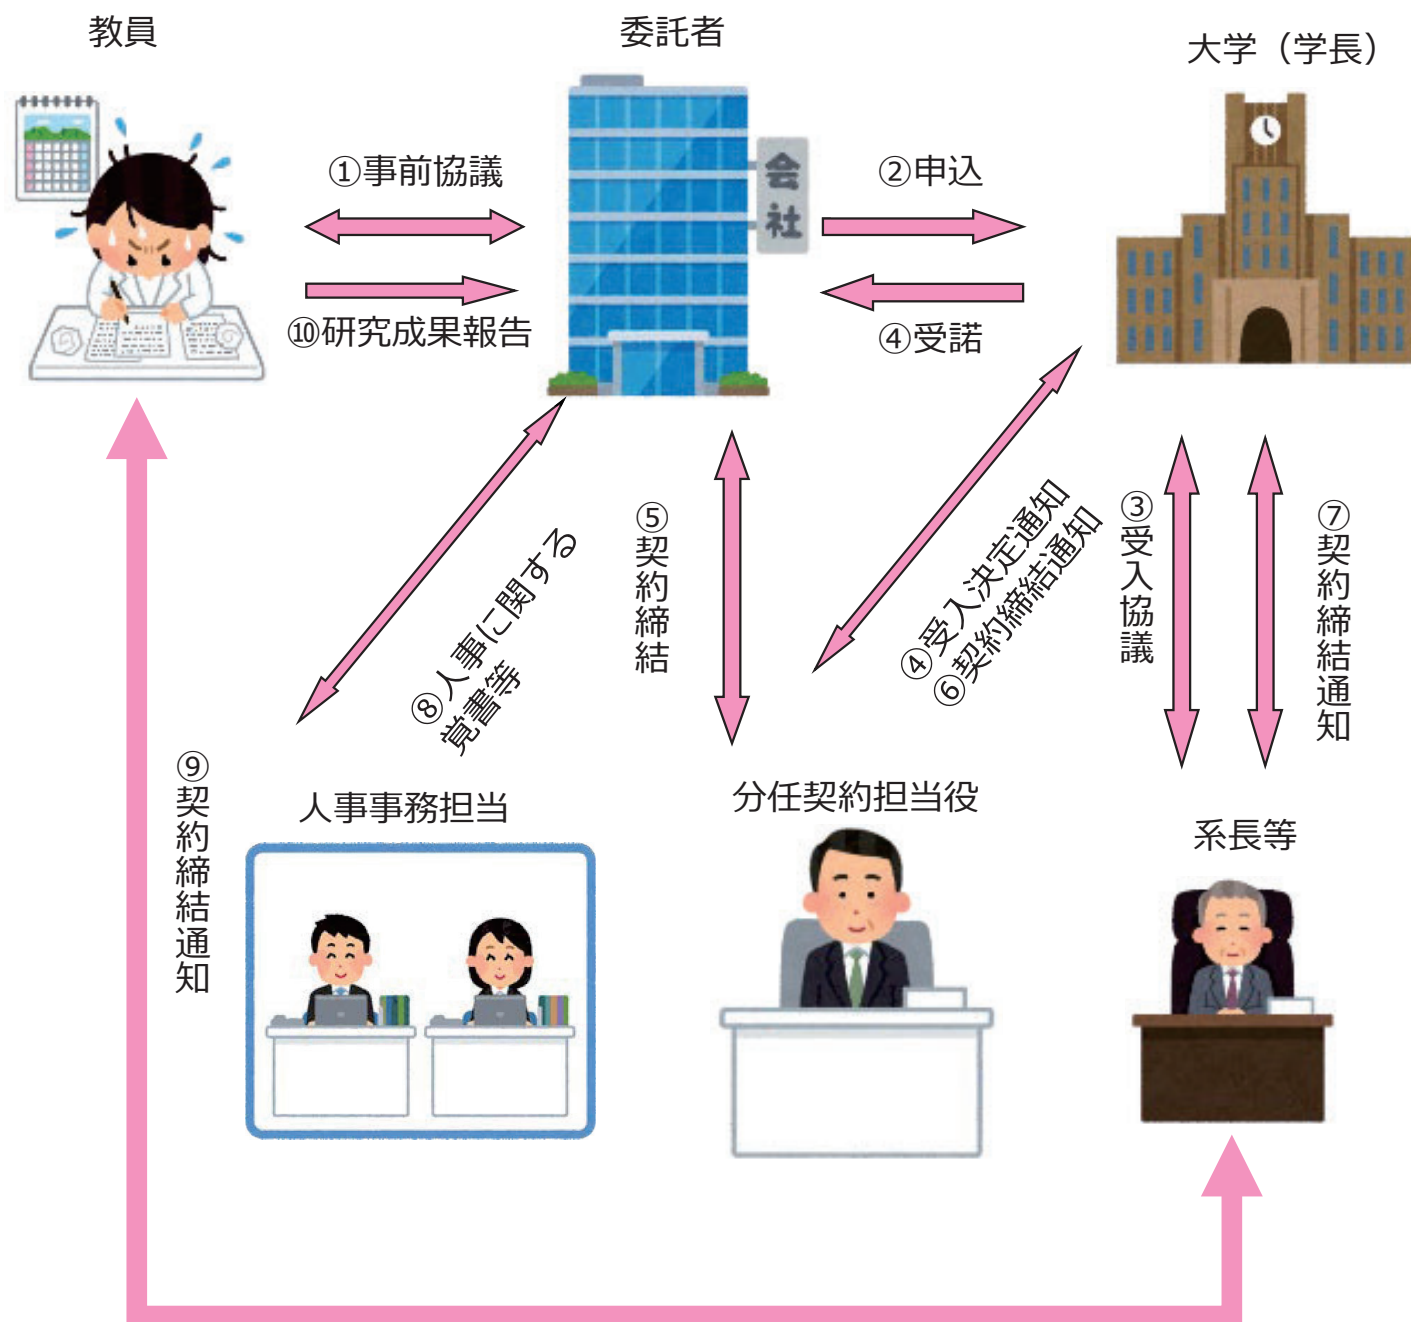 教員
委託者
大学（学長）
①事前協議
②申込
会社
⑩研究成果報告
④受諾
⑧人事に関する
覚書等
⑤契約締結
④受入決定通知
⑥契約締結通知
③受入協議
⑦契約締結通知
⑨契約締結通知
人事事務担当
分任契約担当役
系長等